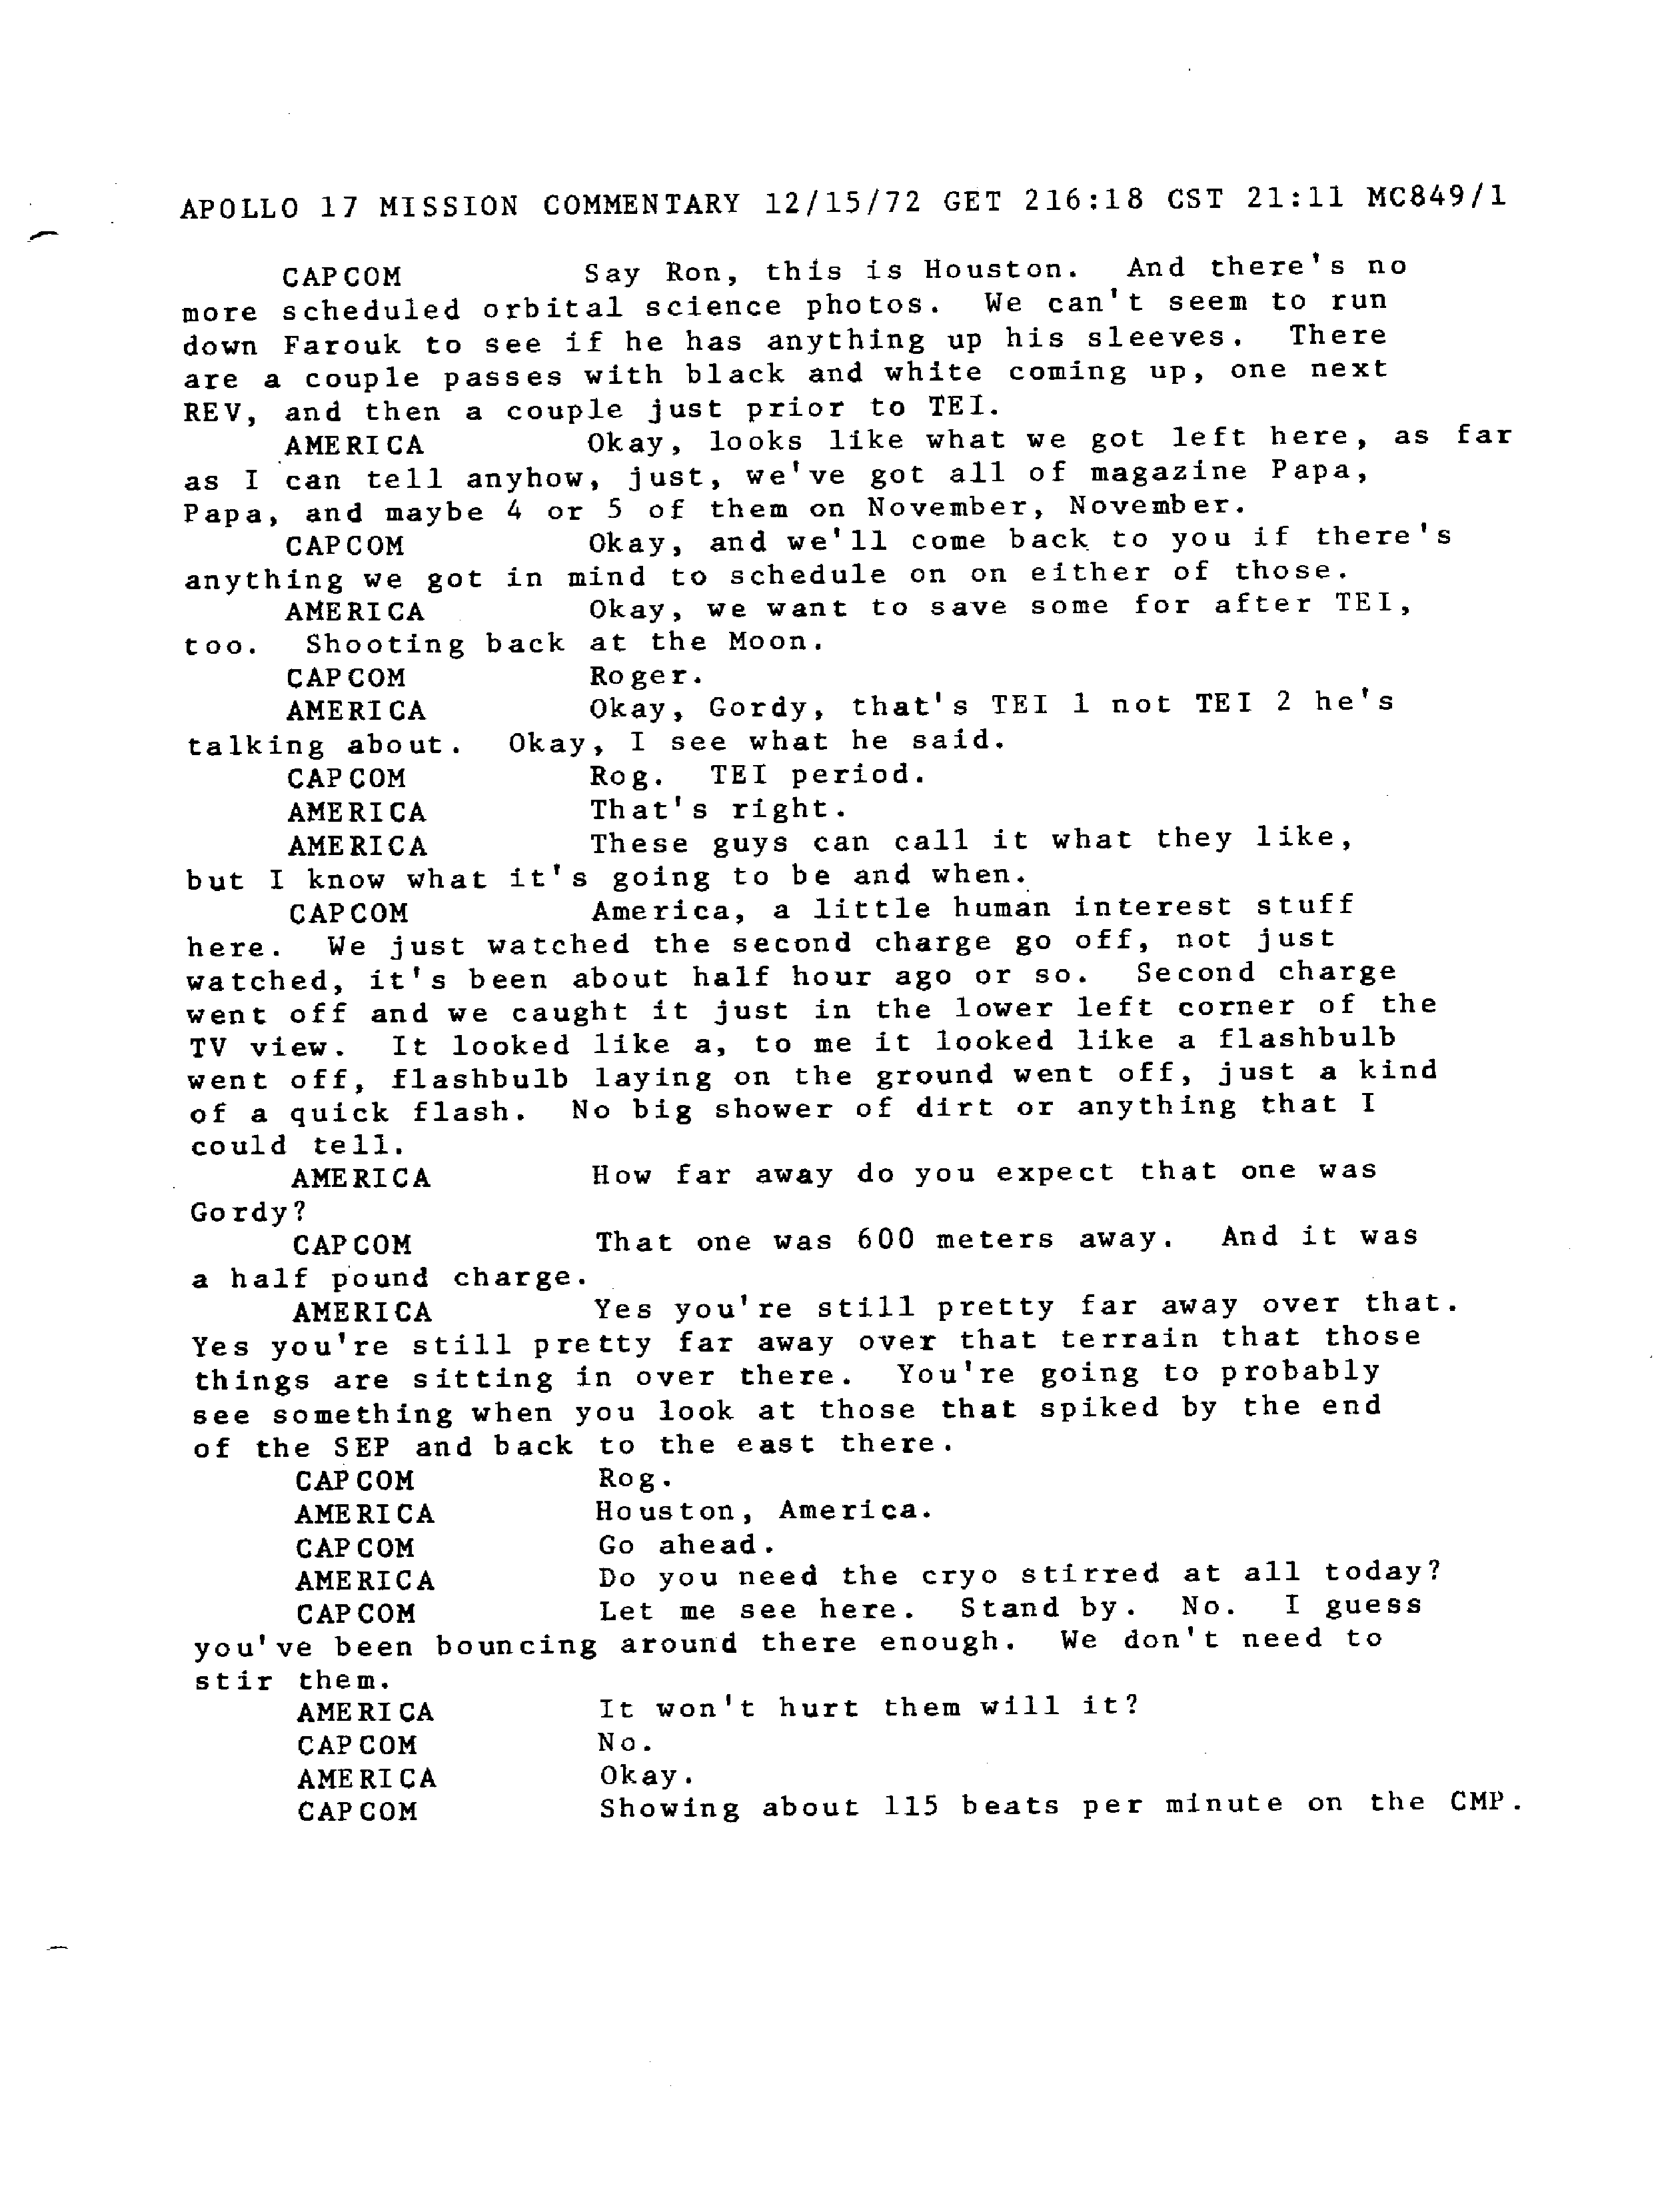 APOLLO 17 MISSION COMMENTARY 12/15/72 GET 216:18 CST 21:11 MC849/1
CAPCOM Say Ron, this is Houston. And there's no
more scheduled orbital science photos. We can't seem to run
down Farouk to see if he has anything up his sleeves. There
are a couple passes with black and white coming up, one next
REV, and then a couple just prior to TEI.
AMERICA Okay, looks like what we got left here, as far
as I can tell anyhow, just, we've got all of magazine Papa,
Papa, and maybe 4 or 5 of them on November, November.
CAPCOM Okay, and we'll come back to you if there's
anything we got in mind to schedule on on either of those.
AMERICA Okay, we want to save some for after TEI,
too. Shooting back at the Moon.
CAPCOM Roger.
AMERICA Okay, Gordy, that's TEI 1 not TEI 2 he's
talking about. Okay, I see what he said.
CAPCOM Rog. TEI period.
AMERICA That's right.
AMERICA These guys can call it what they like,
but I know what it's going to be and when.
CAPCOM America, a little human interest stuff
here. We just watched the second charge go off, not just
watched, it's been about half hour ago or so. Second charge
went off and we caught it just in the lower left corner of the
TV view. It looked like a, to me it looked like a flashbulb
went off, flashbulb laying on the ground went off, just a kind
of a quick flash. No big shower of dirt or anything that I
could tell.
AMERICA How far away do you expect that one was
Gordy?
CAPCOM That one was 600 meters away. And it was
a half pound charge.
AMERICA Yes you're still pretty far away over that.
Yes you're still pretty far away over that terrain that those
things are sitting in over there. You're going to probably
see something when you look at those that spiked by the end
of the SEP and back to the east there.
CAPCOM Rog.
AMERICA Houston, America.
CAPCOM Go ahead.
AMERICA Do you need the cryo stirred at all today?
CAPCOM Let me see here. Stand by. No. I guess
you've been bouncing around there enough. We don't need to
stir them.
AMERICA It won't hurt them will it?
CAPCOM No.
AMERICA Okay.
CAPCOM Showing about 115 beats per minute on the CMP.